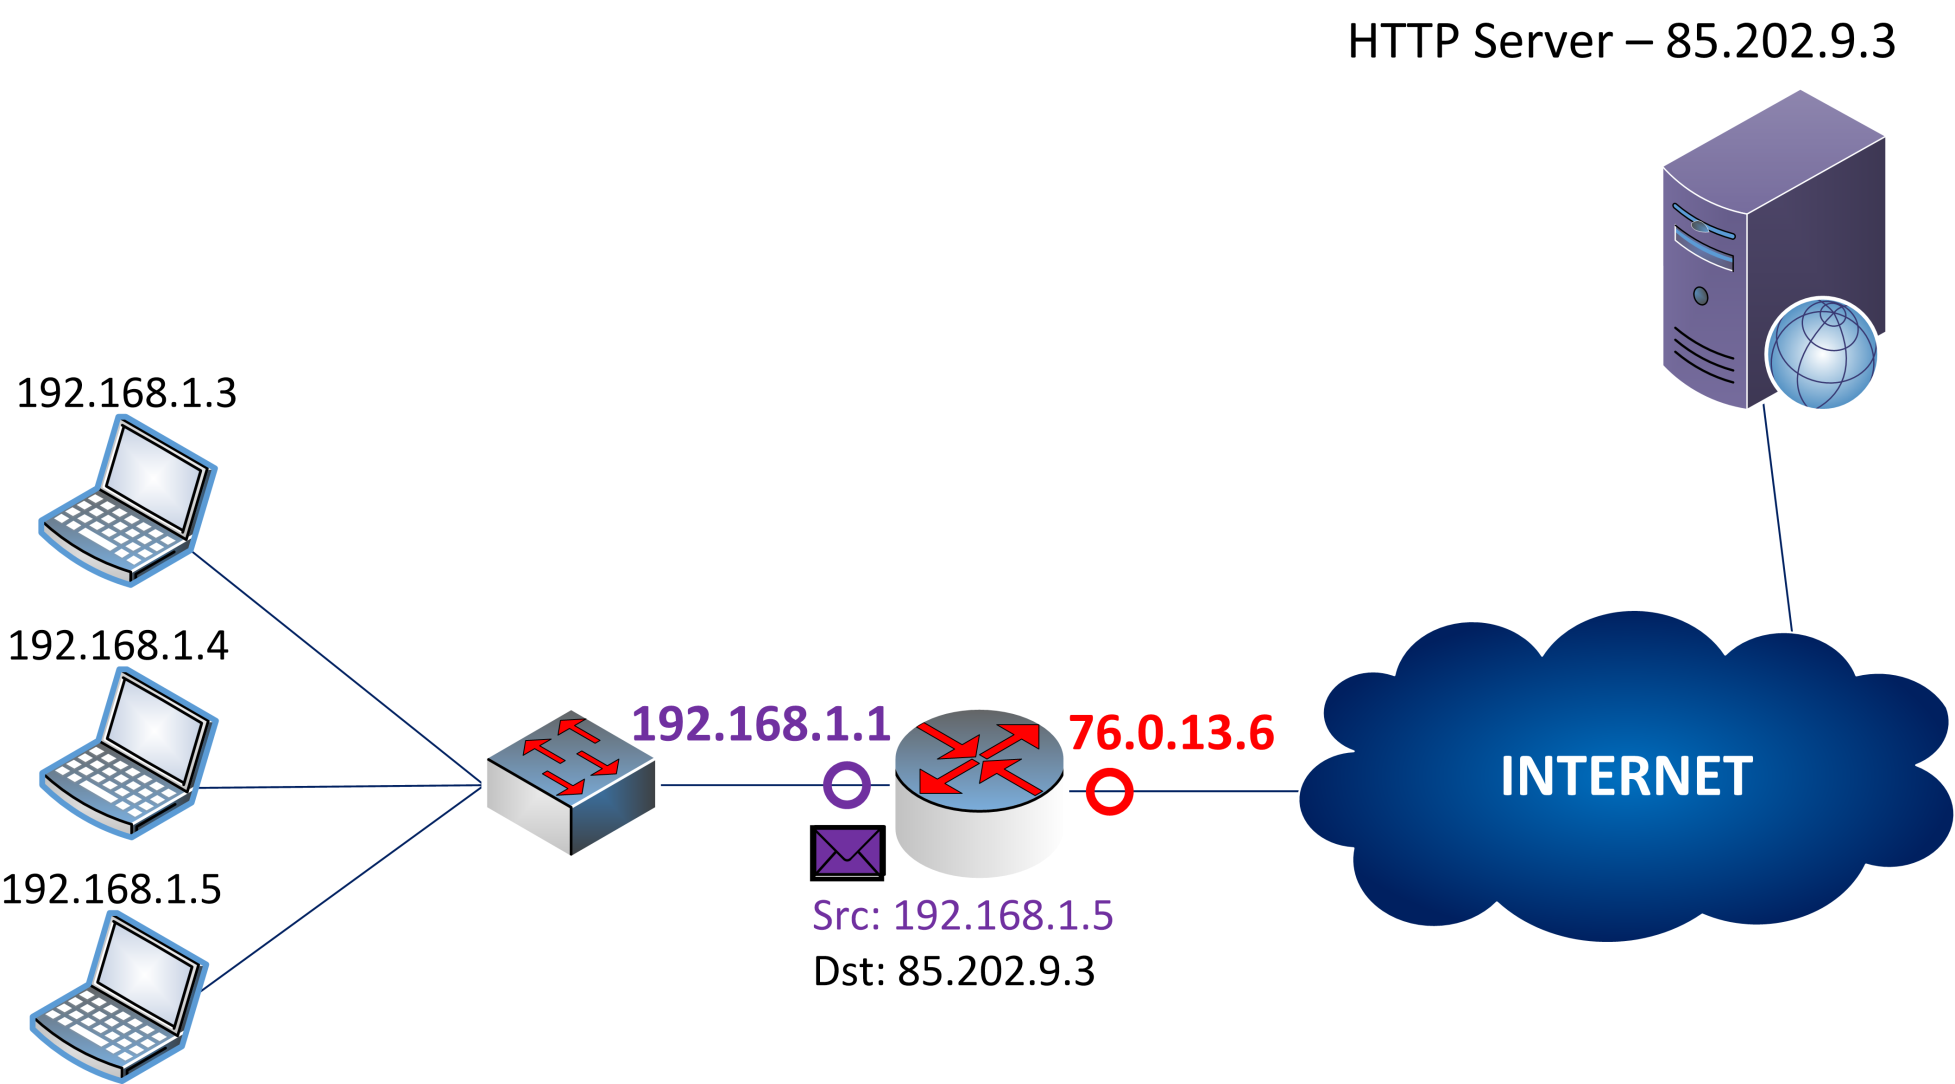 HTTP Server – 85.202.9.3
192.168.1.3
192.168.1.4
192.168.1.5
192.168.1.1
76.0.13.6
INTERNET
Src: 192.168.1.5
Dst: 85.202.9.3